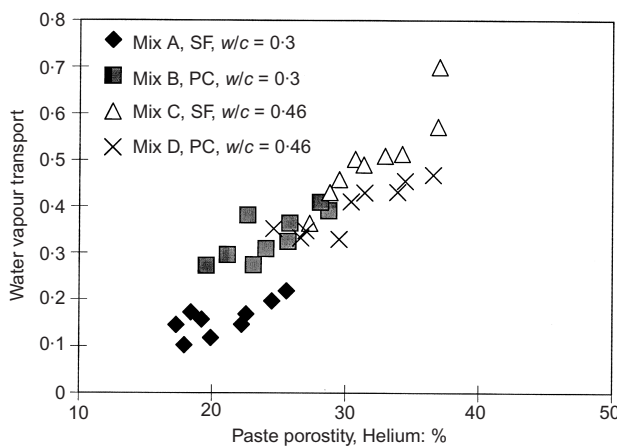 0·8
0·7
0·6
0·5
0·4
0·3
0·2
0·1
0
Water vapour transport
Mix A, SF, w/c = 0·3
Mix B, PC, w/c = 0·3
Mix C, SF, w/c = 0·46
Mix D, PC, w/c = 0·46
10 20 30 40 50
Paste porostity, Helium: %